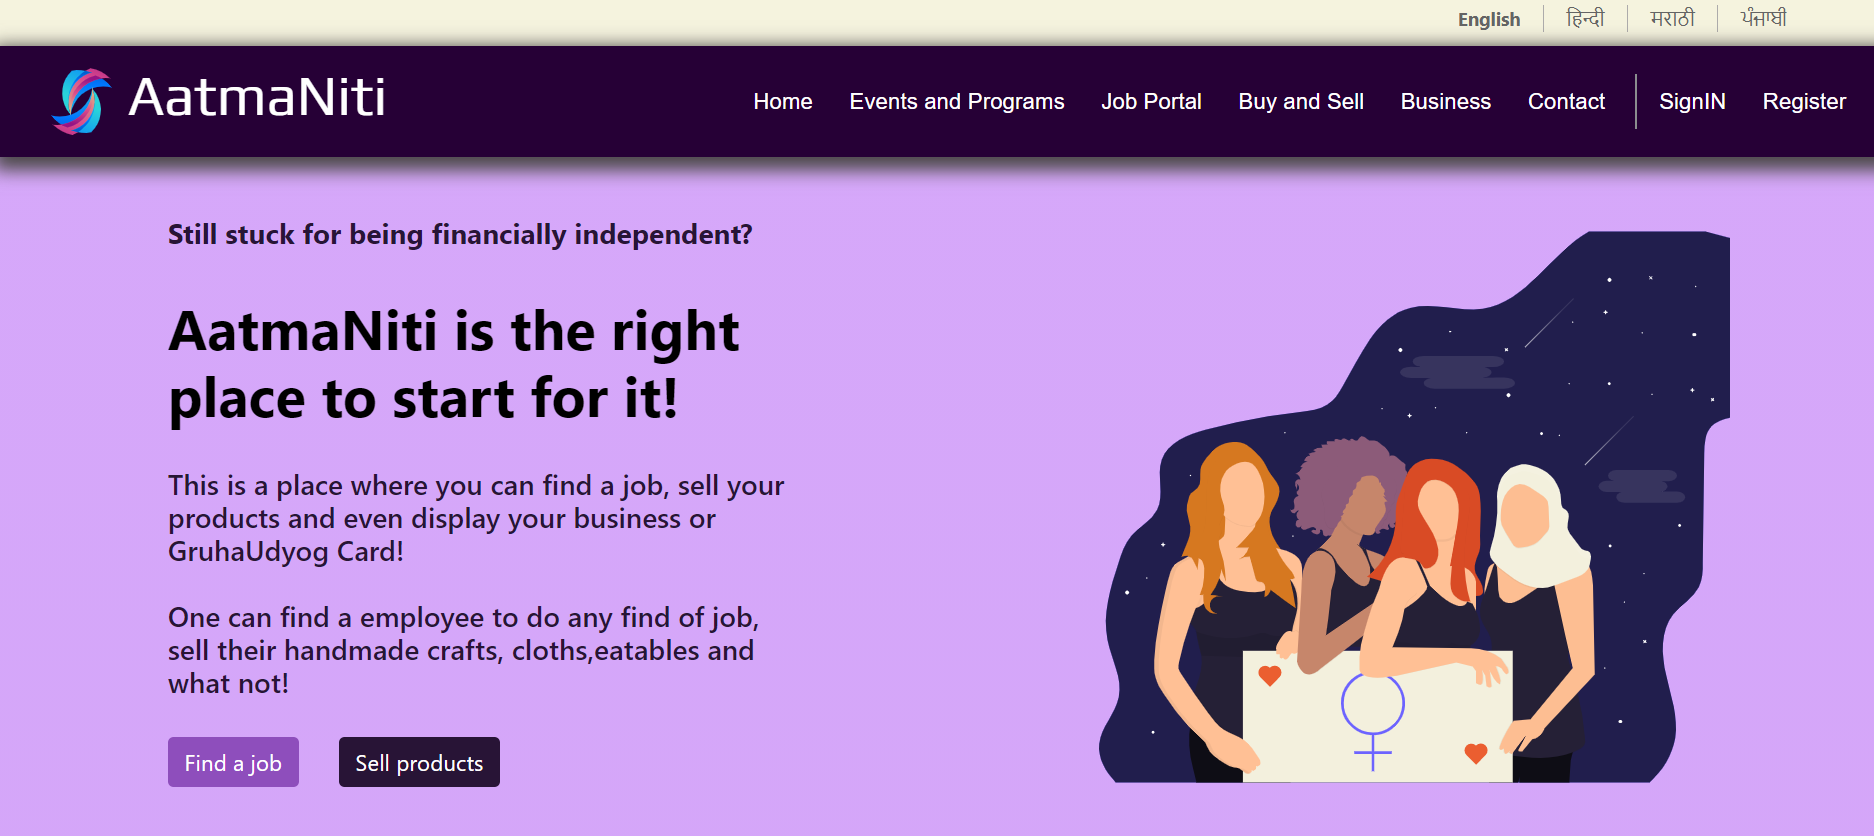 English हिन्दी मराठी ਪੰਜਾਬੀ
AatmaNiti
Home Events and Programs Job Portal Buy and Sell Business Contact SignIN Register
Still stuck for being financially independent?
AatmaNiti is the right
place to start for it!
This is a place where you can find a job, sell your
products and even display your business or
GruhaUdyog Card!
One can find a employee to do any find of job,
sell their handmade crafts, cloths,eatables and
what not!
Find a job Sell products